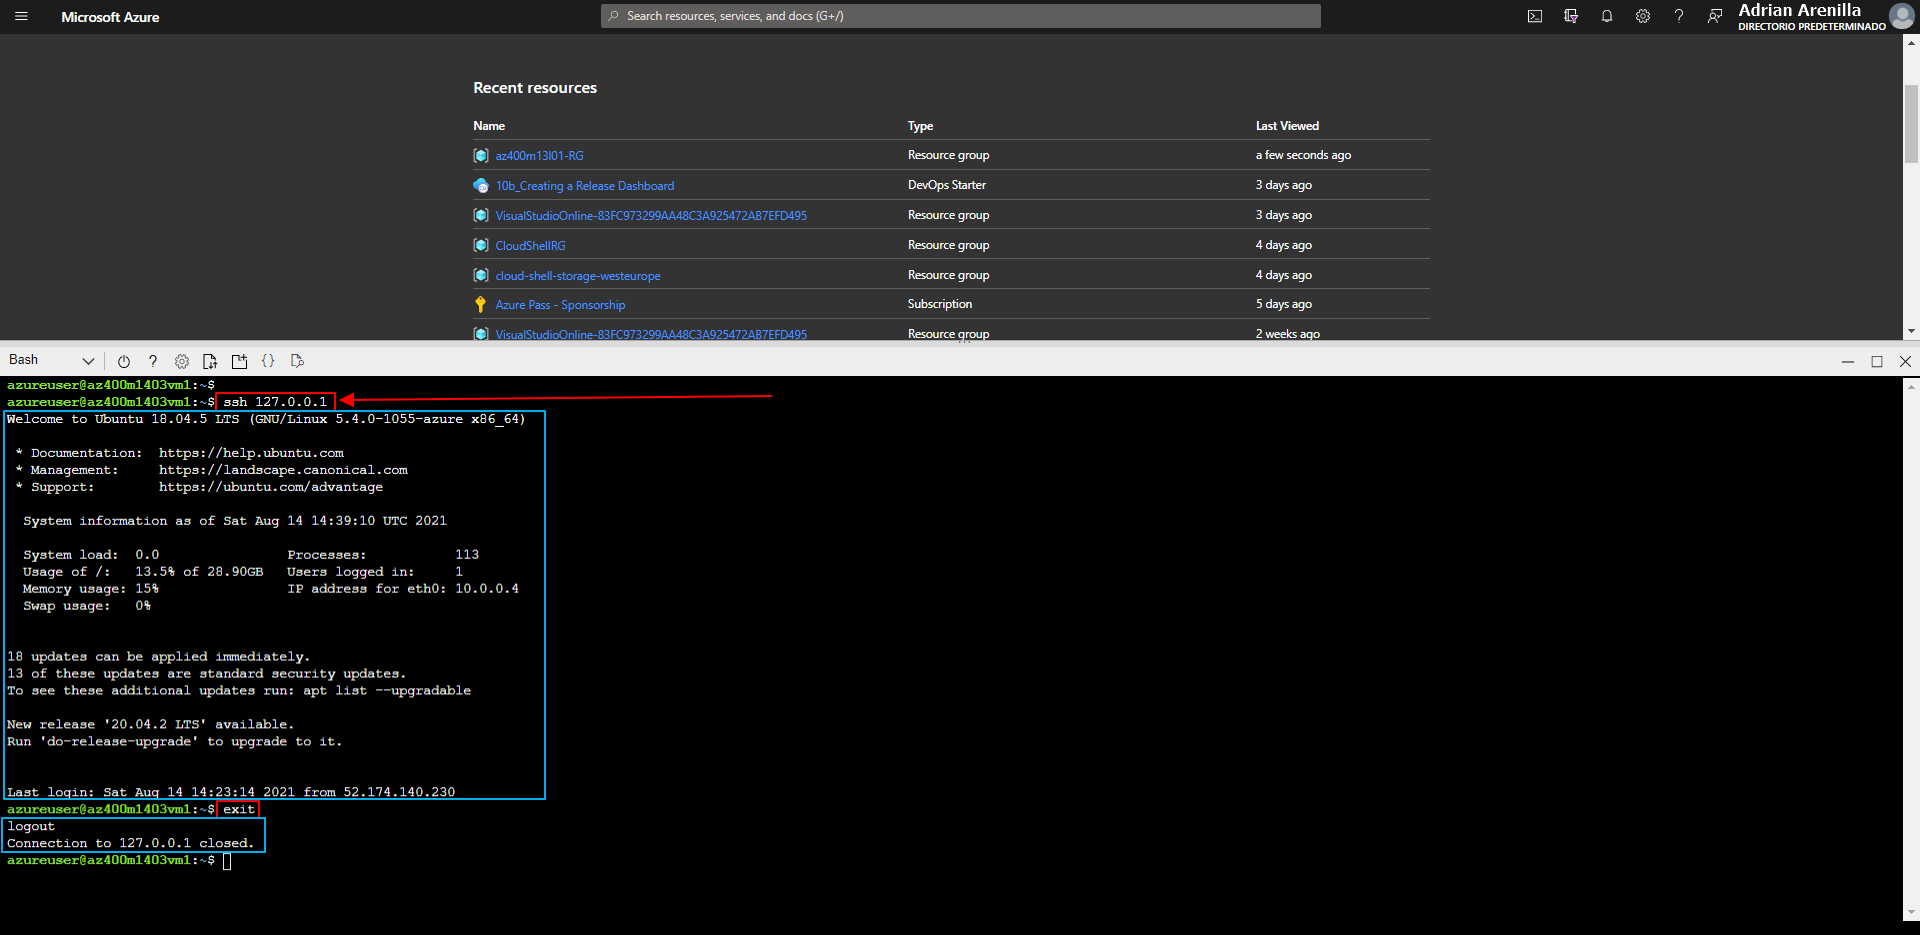 Microsoft Azure
Search resources, services, and docs (G+/)
Adrian Arenilla
DIRECTORIO PREDETERMINADO
Recent resources
Name Type Last Viewed
az400m13l01-RG Resource group a few seconds ago
10b_Creating a Release Dashboard DevOps Starter 3 days ago
VisualStudioOnline-83FC973299AA48C3A925472AB7EFD495 Resource group 3 days ago
CloudShellRG Resource group 4 days ago
cloud-shell-storage-westeurope Resource group 4 days ago
Azure Pass - Sponsorship Subscription 5 days ago
VisualStudioOnline-83FC973299AA48C3A925472AB7EFD495 Resource group 2 weeks ago
Bash
azureuser@az400m1403vm1:~$
azureuser@az400m1403vm1:~$ ssh 127.0.0.1
Welcome to Ubuntu 18.04.5 LTS (GNU/Linux 5.4.0-1055-azure x86_64)
* Documentation: https://help.ubuntu.com
* Management: https://landscape.canonical.com
* Support: https://ubuntu.com/advantage
System information as of Sat Aug 14 14:39:10 UTC 2021
System load: 0.0 Processes: 113
Usage of /: 13.5% of 28.90GB Users logged in: 1
Memory usage: 15% IP address for eth0: 10.0.0.4
Swap usage: 0%
18 updates can be applied immediately.
13 of these updates are standard security updates.
To see these additional updates run: apt list --upgradable
New release '20.04.2 LTS' available.
Run 'do-release-upgrade' to upgrade to it.
Last login: Sat Aug 14 14:23:14 2021 from 52.174.140.230
azureuser@az400m1403vm1:~$ exit
logout
Connection to 127.0.0.1 closed.
azureuser@az400m1403vm1:~$